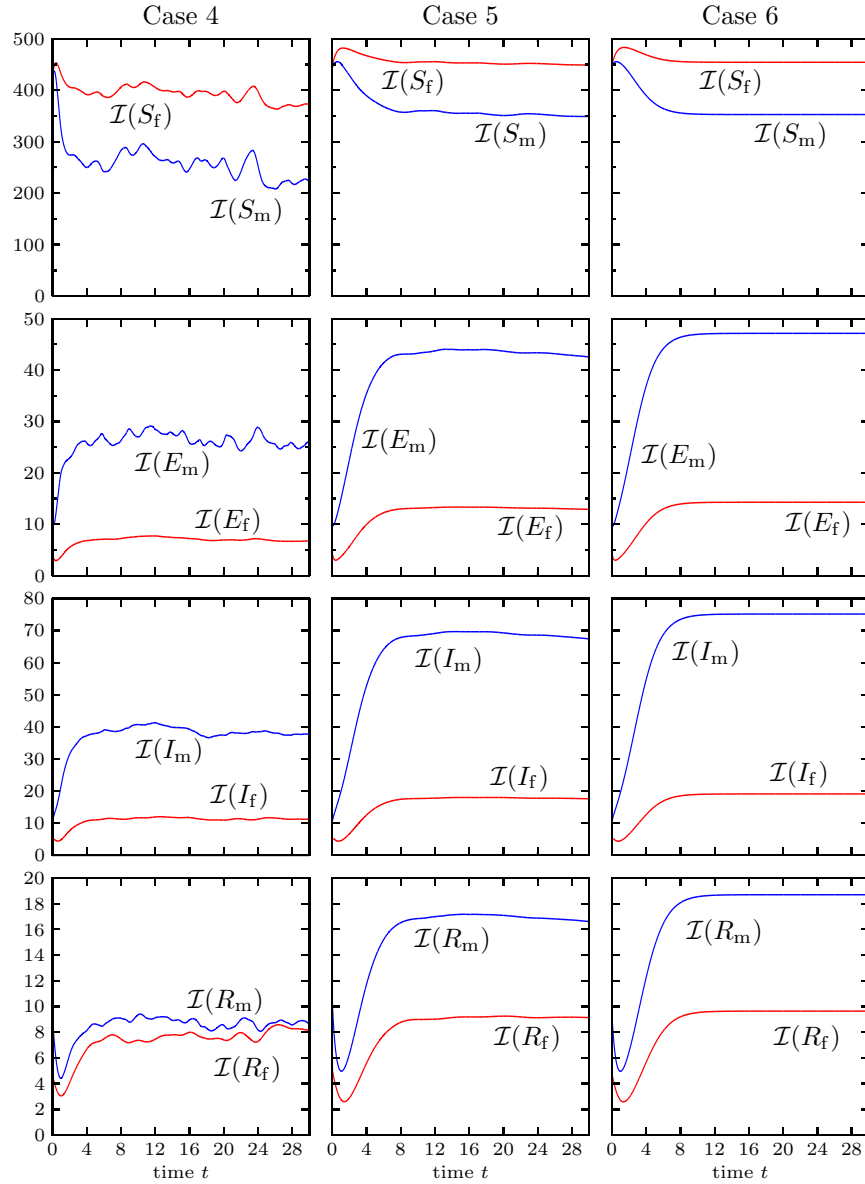 Case 4 Case 5 Case 6
500
400
300
200
100
0
I(S_f)
I(S_m)
I(S_f)
I(S_m)
I(S_f)
I(S_m)
50
40
30
20
10
0
I(E_m)
I(E_f)
I(E_m)
I(E_f)
I(E_m)
I(E_f)
80
70
60
50
40
30
20
10
0
I(I_m)
I(I_f)
I(I_m)
I(I_f)
I(I_m)
I(I_f)
20
18
16
14
12
10
8
6
4
2
0
I(R_m)
I(R_f)
I(R_m)
I(R_f)
I(R_m)
I(R_f)
0 4 8 12 16 20 24 28 0 4 8 12 16 20 24 28 0 4 8 12 16 20 24 28
time t time t time t